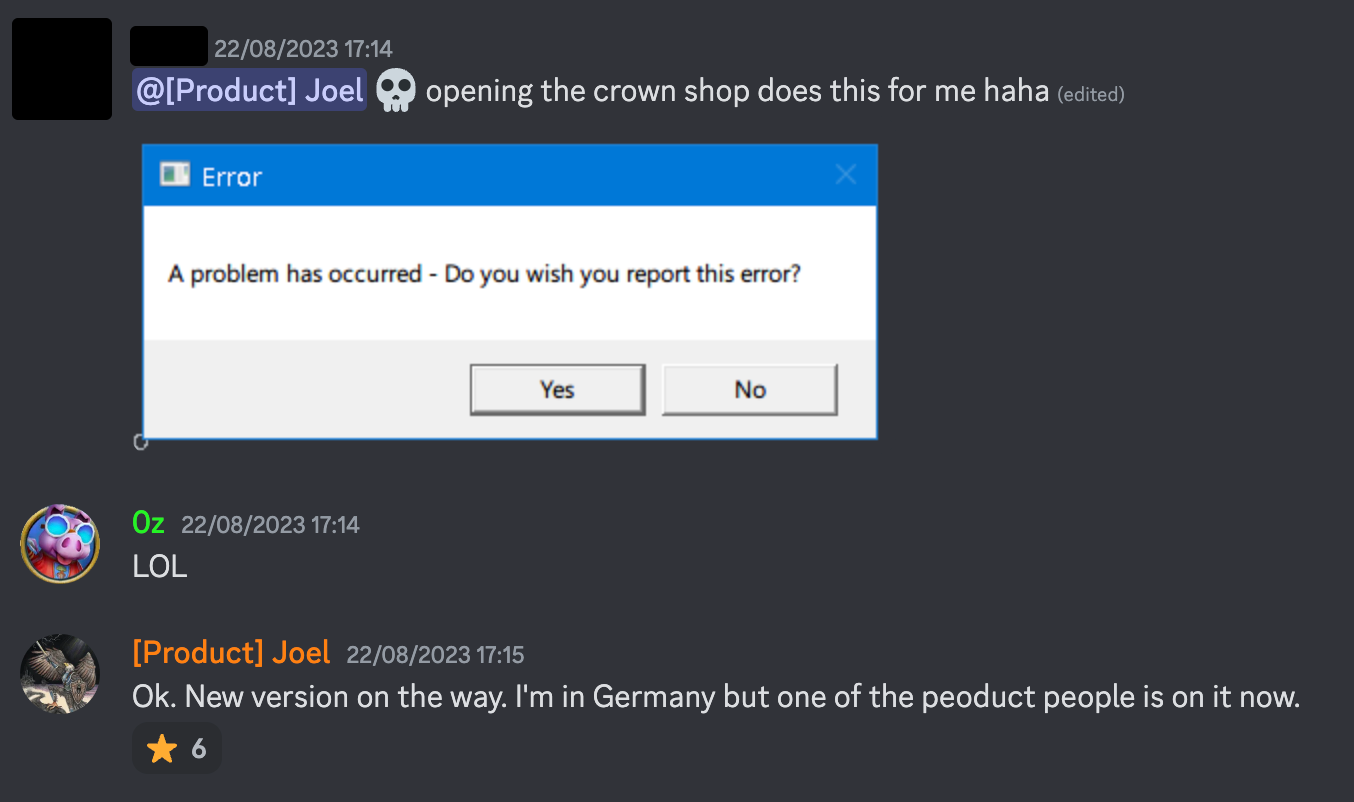 22/08/2023 17:14
@[Product] Joel 💀 opening the crown shop does this for me haha (edited)
Error
A problem has occurred - Do you wish you report this error?
Yes No
Oz 22/08/2023 17:14
LOL
[Product] Joel 22/08/2023 17:15
Ok. New version on the way. I'm in Germany but one of the peoduct people is on it now.
⭐ 6